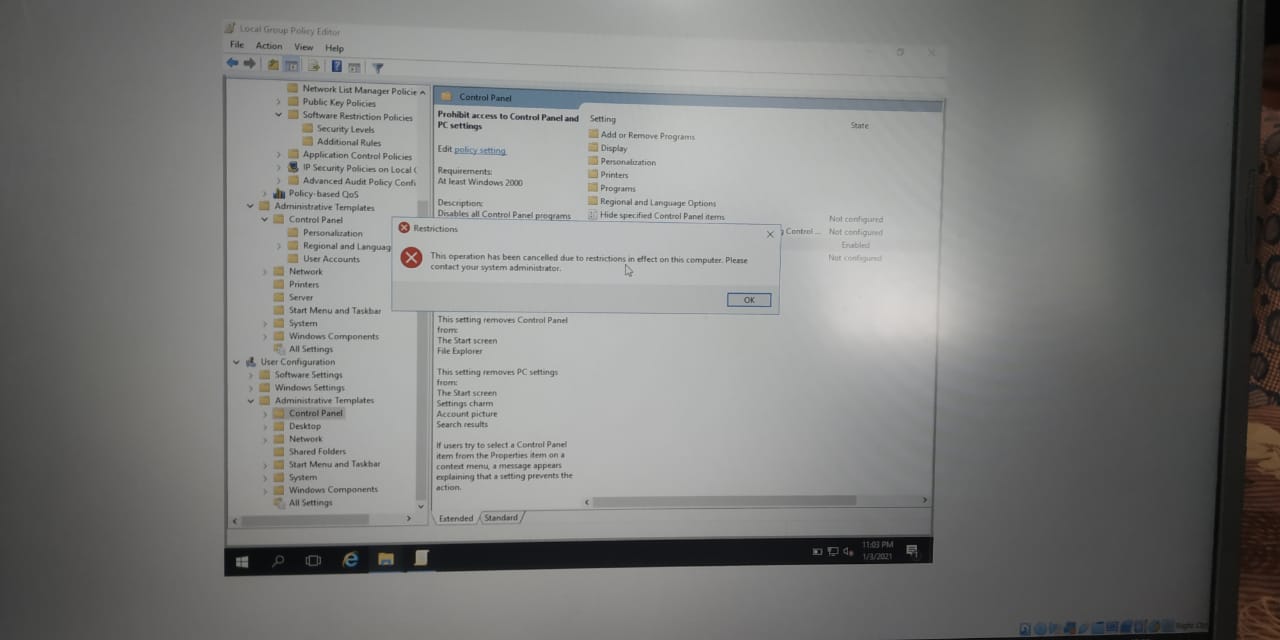 Local Group Policy Editor
File Action View Help
Network List Manager Policie
Public Key Policies
Software Restriction Policies
Security Levels
Additional Rules
Application Control Policies
IP Security Policies on Local C
Advanced Audit Policy Confi
Policy-based QoS
Administrative Templates
Control Panel
Personalization
Regional and Languag
User Accounts
Network
Printers
Server
Start Menu and Taskbar
System
Windows Components
All Settings
User Configuration
Software Settings
Windows Settings
Administrative Templates
Control Panel
Desktop
Network
Shared Folders
Start Menu and Taskbar
System
Windows Components
All Settings
Control Panel
Prohibit access to Control Panel and
PC settings
Edit policy setting
Requirements:
At least Windows 2000
Description:
Disables all Control Panel programs
This setting removes Control Panel
from:
The Start screen
File Explorer
This setting removes PC settings
from:
The Start screen
Settings charm
Account picture
Search results
If users try to select a Control Panel
item from the Properties item on a
context menu, a message appears
explaining that a setting prevents the
action.
Setting State
Add or Remove Programs
Display
Personalization
Printers
Programs
Regional and Language Options
Hide specified Control Panel items Not configured
g Control ... Not configured
Enabled
Not configured
Restrictions
This operation has been cancelled due to restrictions in effect on this computer. Please
contact your system administrator.
OK
Extended Standard
11:03 PM
1/3/2021
Right Ctrl